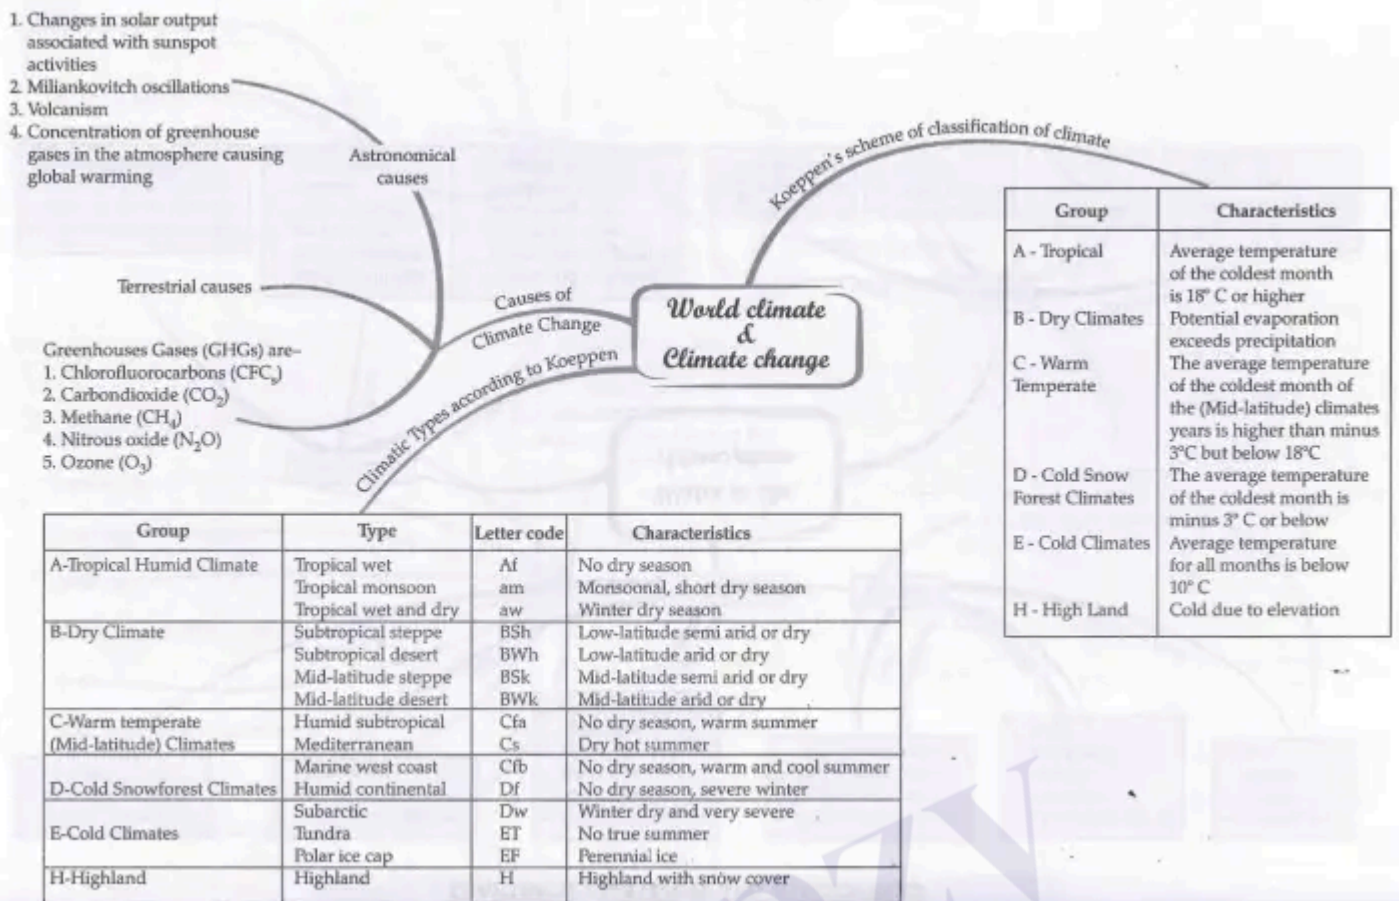 1. Changes in solar output
associated with sunspot
activities
2. Miliankovitch oscillations
3. Volcanism
4. Concentration of greenhouse
gases in the atmosphere causing
global warming
Astronomical
causes
Terrestrial causes
Greenhouses Gases (GHGs) are–
1. Chlorofluorocarbons (CFCs)
2. Carbondioxide (CO₂)
3. Methane (CH₄)
4. Nitrous oxide (N₂O)
5. Ozone (O₃)
Causes of
Climate Change
Climatic Types according to Koeppen
World climate
&
Climate change
Koeppen's scheme of classification of climate
Group Characteristics
A - Tropical Average temperature
of the coldest month
is 18° C or higher
B - Dry Climates Potential evaporation
exceeds precipitation
C - Warm The average temperature
Temperate of the coldest month of
the (Mid-latitude) climates
years is higher than minus
3°C but below 18°C
D - Cold Snow The average temperature
Forest Climates of the coldest month is
minus 3° C or below
E - Cold Climates Average temperature
for all months is below
10° C
H - High Land Cold due to elevation
Group Type Letter code Characteristics
A-Tropical Humid Climate Tropical wet Af No dry season
Tropical monsoon am Monsoonal, short dry season
Tropical wet and dry aw Winter dry season
B-Dry Climate Subtropical steppe BSh Low-latitude semi arid or dry
Subtropical desert BWh Low-latitude arid or dry
Mid-latitude steppe BSk Mid-latitude semi arid or dry
Mid-latitude desert BWk Mid-latitude arid or dry
C-Warm temperate Humid subtropical Cfa No dry season, warm summer
(Mid-latitude) Climates Mediterranean Cs Dry hot summer
Marine west coast Cfb No dry season, warm and cool summer
D-Cold Snowforest Climates Humid continental Df No dry season, severe winter
Subarctic Dw Winter dry and very severe
E-Cold Climates Tundra ET No true summer
Polar ice cap EF Perennial ice
H-Highland Highland H Highland with snow cover